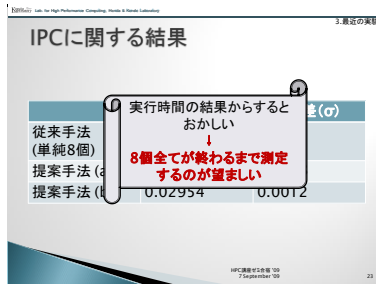 Lab. for High Performance Computing, Honda & Honda Laboratory
3.最近の実験
IPCに関する結果
実行時間の結果からすると
おかしい
↓
8個全てが終わるまで測定
するのが望ましい
差(σ)
従来手法
(単純8個)
提案手法 (a
提案手法 (b 0.02954 0.0012
HPC講座ゼミ合宿 '09
7 September '09
23